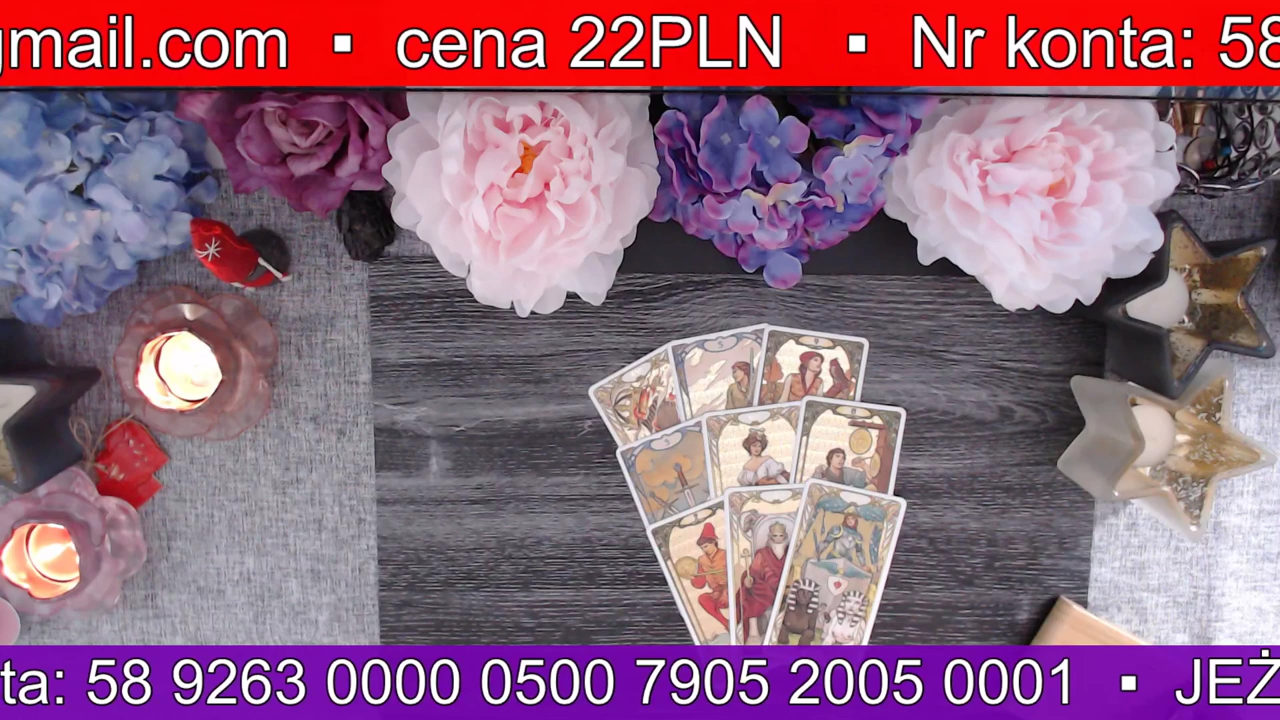 gmail.com ▪ cena 22PLN ▪ Nr konta: 58
ta: 58 9263 0000 0500 7905 2005 0001 ▪ JEŻ